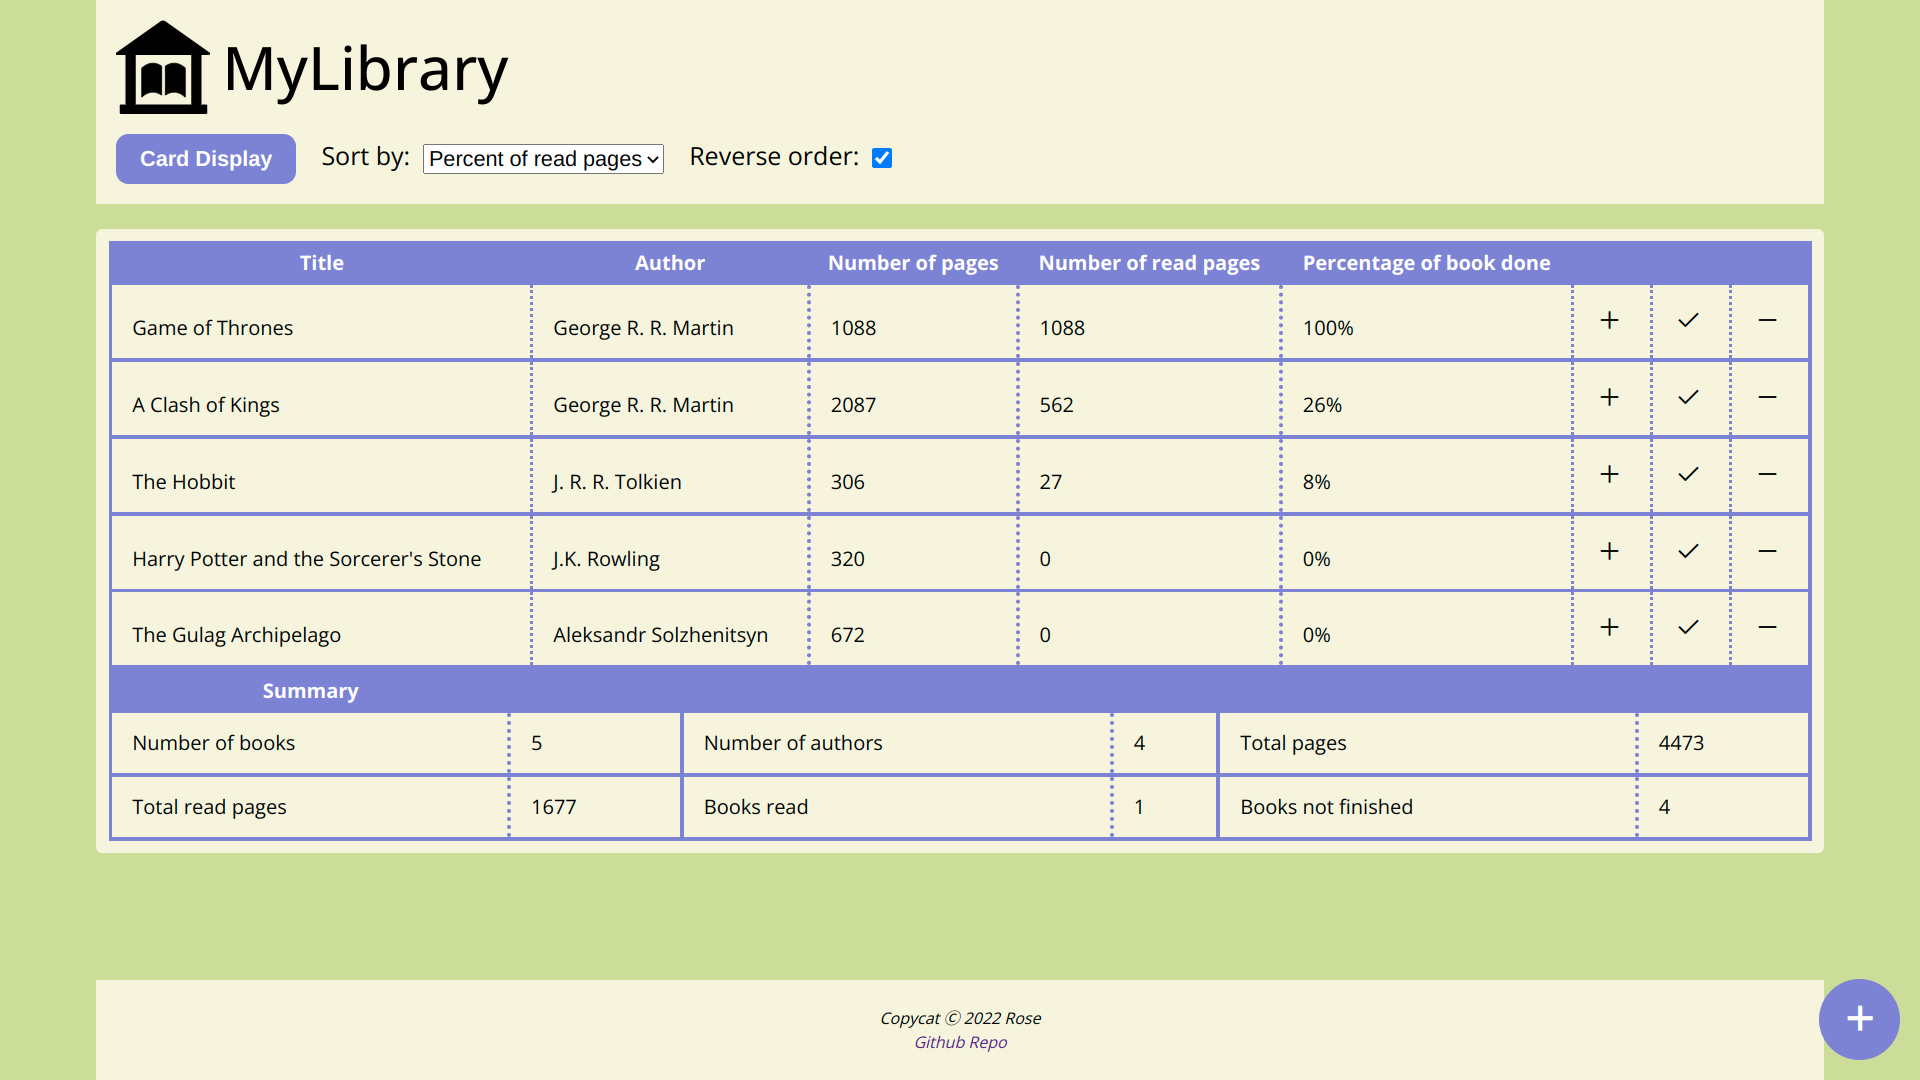 MyLibrary
Card Display Sort by: Percent of read pages Reverse order:
Title Author Number of pages Number of read pages Percentage of book done
Game of Thrones George R. R. Martin 1088 1088 100%
A Clash of Kings George R. R. Martin 2087 562 26%
The Hobbit J. R. R. Tolkien 306 27 8%
Harry Potter and the Sorcerer's Stone J.K. Rowling 320 0 0%
The Gulag Archipelago Aleksandr Solzhenitsyn 672 0 0%
Summary
Number of books 5 Number of authors 4 Total pages 4473
Total read pages 1677 Books read 1 Books not finished 4
Copycat Ⓒ 2022 Rose
Github Repo